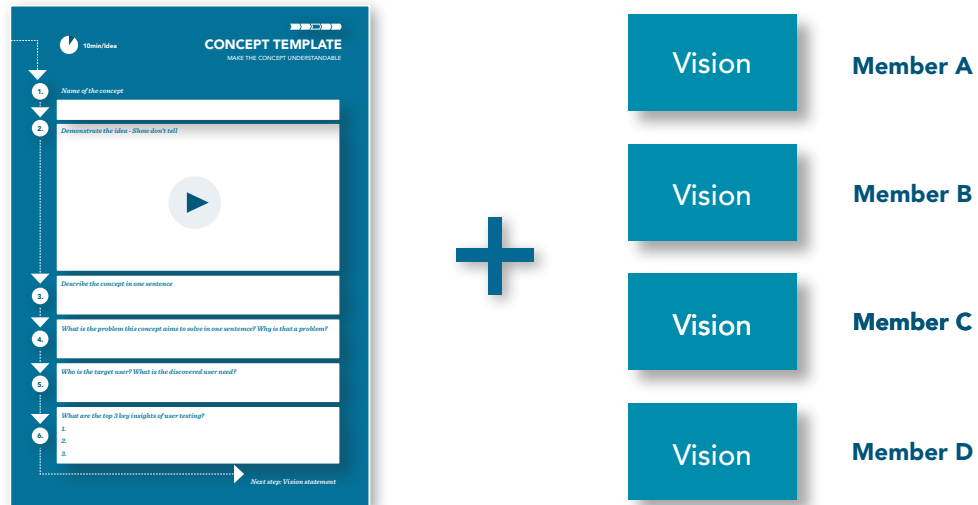 10min/Idea
CONCEPT TEMPLATE
MAKE THE CONCEPT UNDERSTANDABLE
1.
Name of the concept
2.
Demonstrate the idea - Show don't tell
3.
Describe the concept in one sentence
4.
What is the problem this concept aims to solve in one sentence? Why is that a problem?
5.
Who is the target user? What is the discovered user need?
6.
What are the top 3 key insights of user testing?
1.
2.
3.
Next step: Vision statement
Vision
Member A
Vision
Member B
Vision
Member C
Vision
Member D